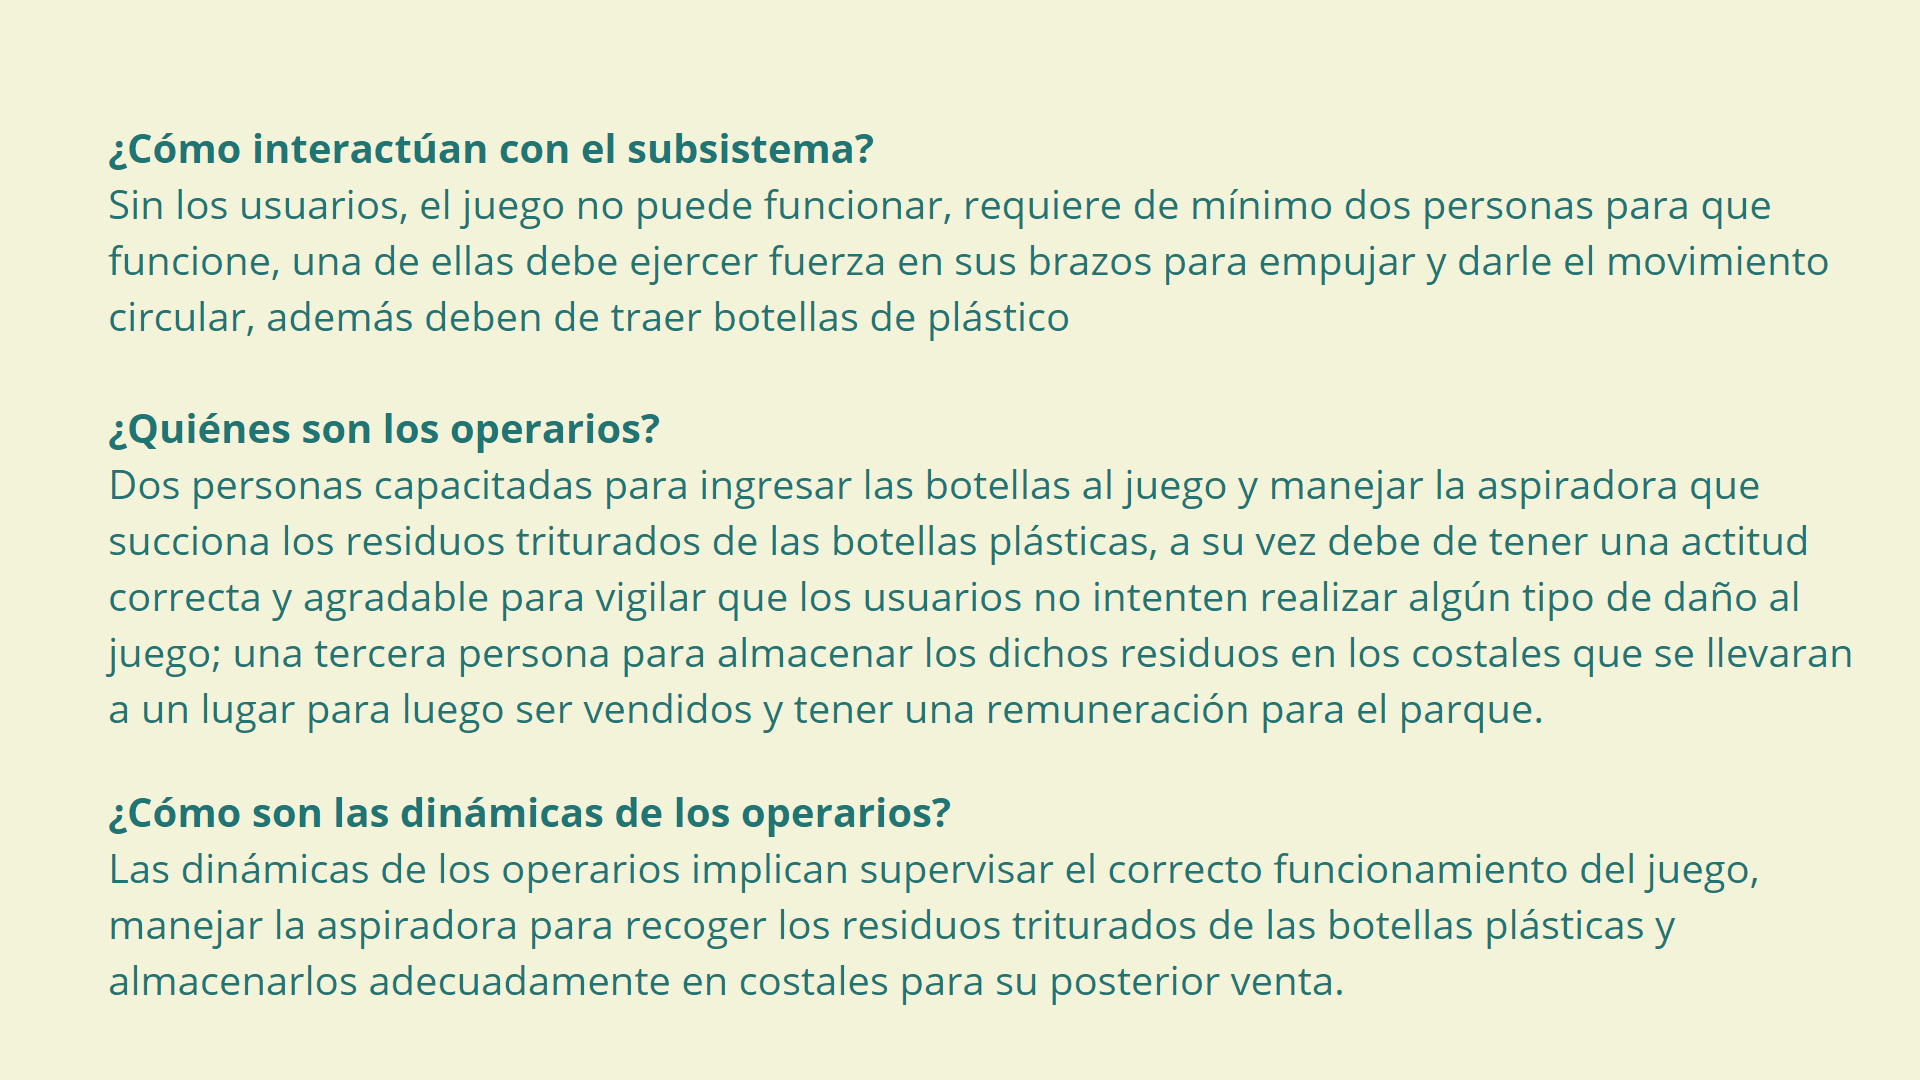 ¿Cómo interactúan con el subsistema?
Sin los usuarios, el juego no puede funcionar, requiere de mínimo dos personas para que
funcione, una de ellas debe ejercer fuerza en sus brazos para empujar y darle el movimiento
circular, además deben de traer botellas de plástico
¿Quiénes son los operarios?
Dos personas capacitadas para ingresar las botellas al juego y manejar la aspiradora que
succiona los residuos triturados de las botellas plásticas, a su vez debe de tener una actitud
correcta y agradable para vigilar que los usuarios no intenten realizar algún tipo de daño al
juego; una tercera persona para almacenar los dichos residuos en los costales que se llevaran
a un lugar para luego ser vendidos y tener una remuneración para el parque.
¿Cómo son las dinámicas de los operarios?
Las dinámicas de los operarios implican supervisar el correcto funcionamiento del juego,
manejar la aspiradora para recoger los residuos triturados de las botellas plásticas y
almacenarlos adecuadamente en costales para su posterior venta.